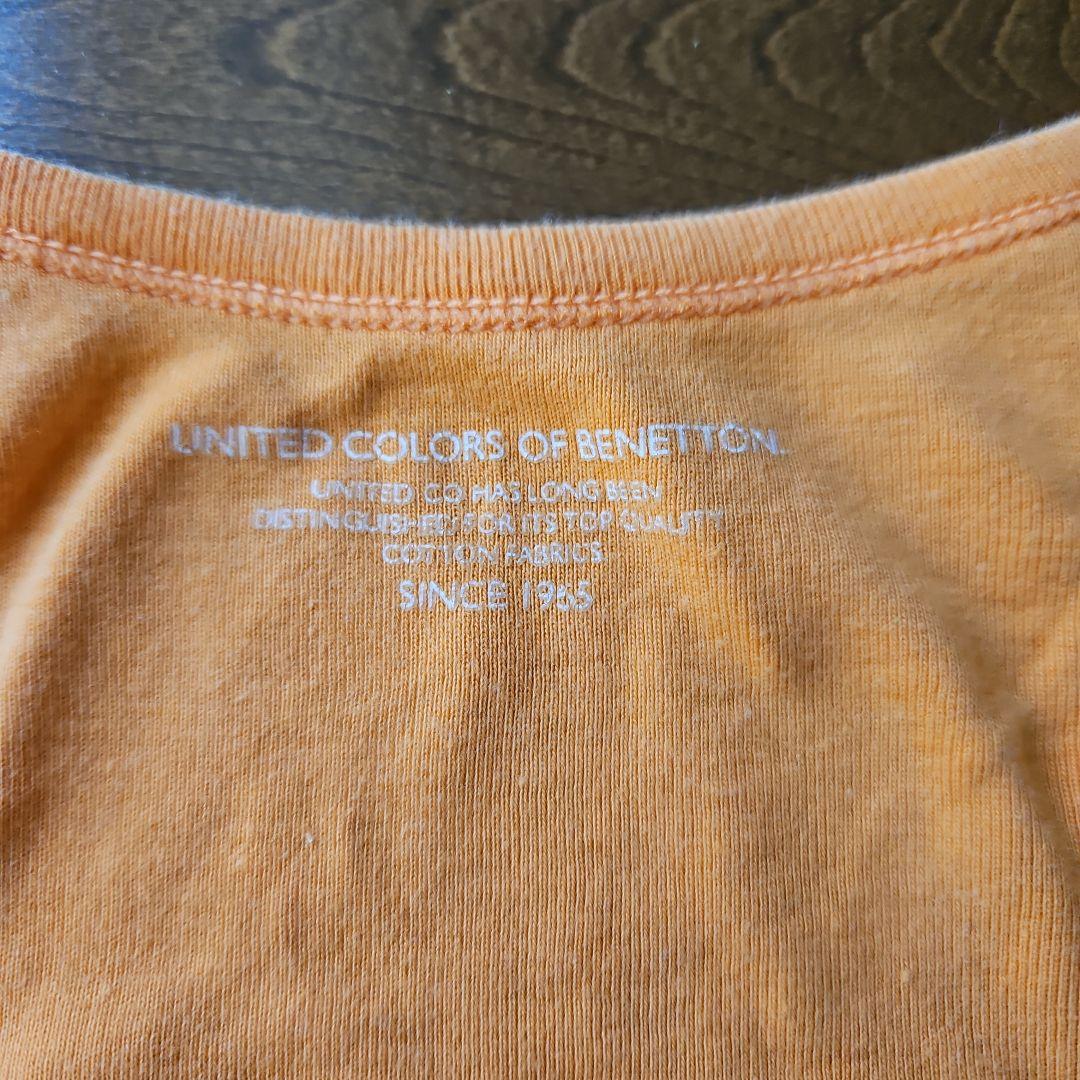 UNITED COLORS OF BENETTON.
UNITED CO HAS LONG BEEN
DISTINGUISHED FOR ITS TOP QUALITY
COTTON FABRICS
SINCE 1965